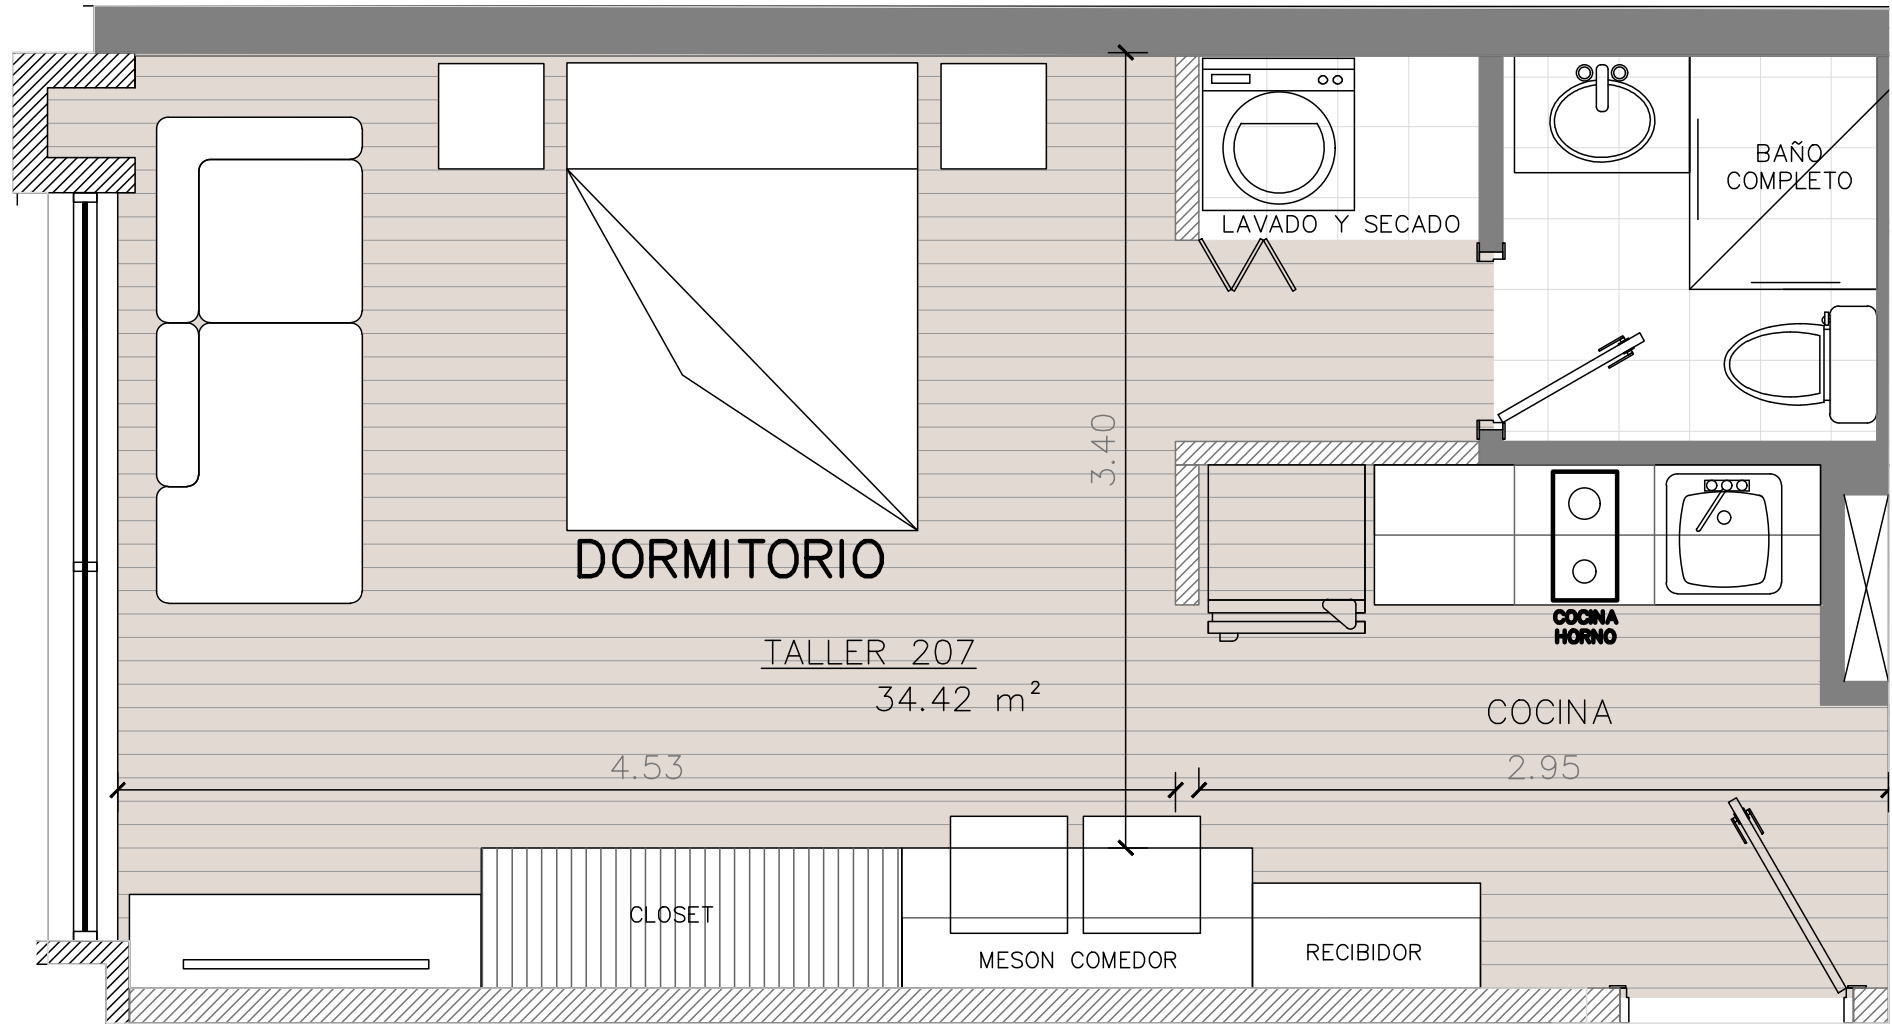 BAÑO
COMPLETO
LAVADO Y SECADO
3.40
DORMITORIO
COCINA
HORNO
TALLER 207
34.42 m²
COCINA
4.53
2.95
CLOSET
MESON COMEDOR
RECIBIDOR